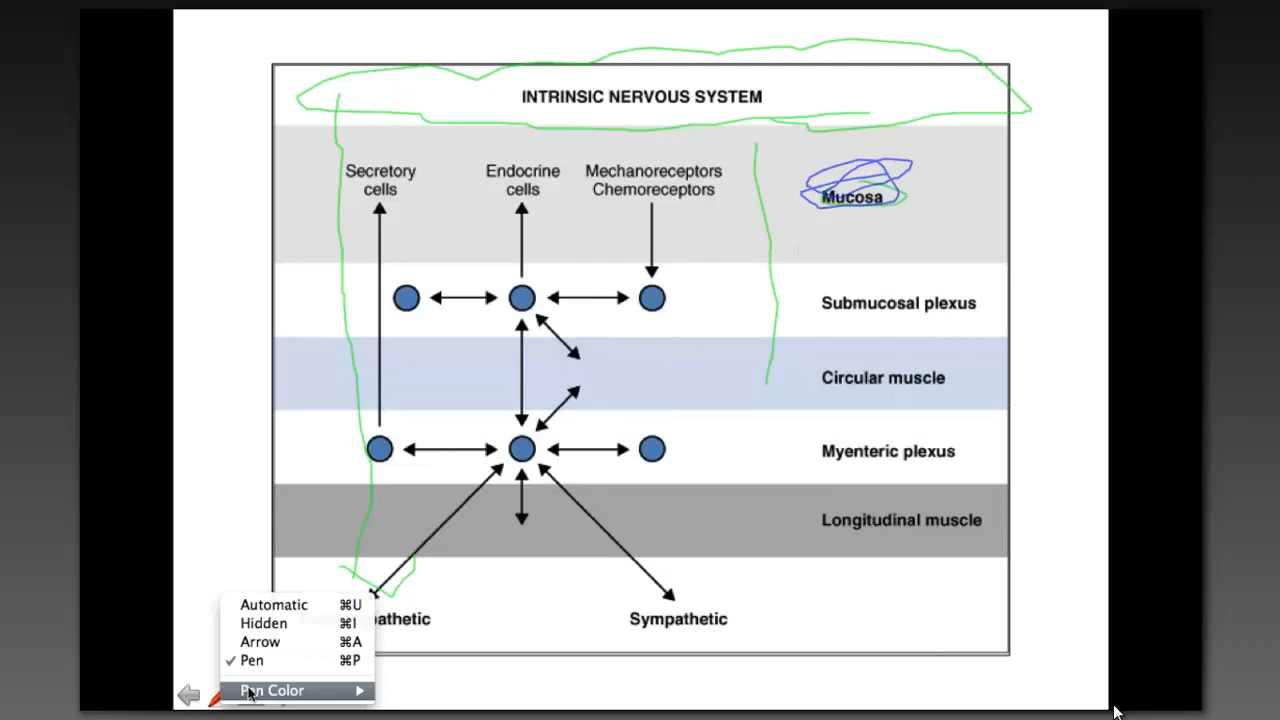 INTRINSIC NERVOUS SYSTEM
Secretory
cells
Endocrine
cells
Mechanoreceptors
Chemoreceptors
Mucosa
Submucosal plexus
Circular muscle
Myenteric plexus
Longitudinal muscle
Sympathetic
Automatic ⌘U
Hidden ⌘I
Arrow ⌘A
✓ Pen ⌘P
Pen Color